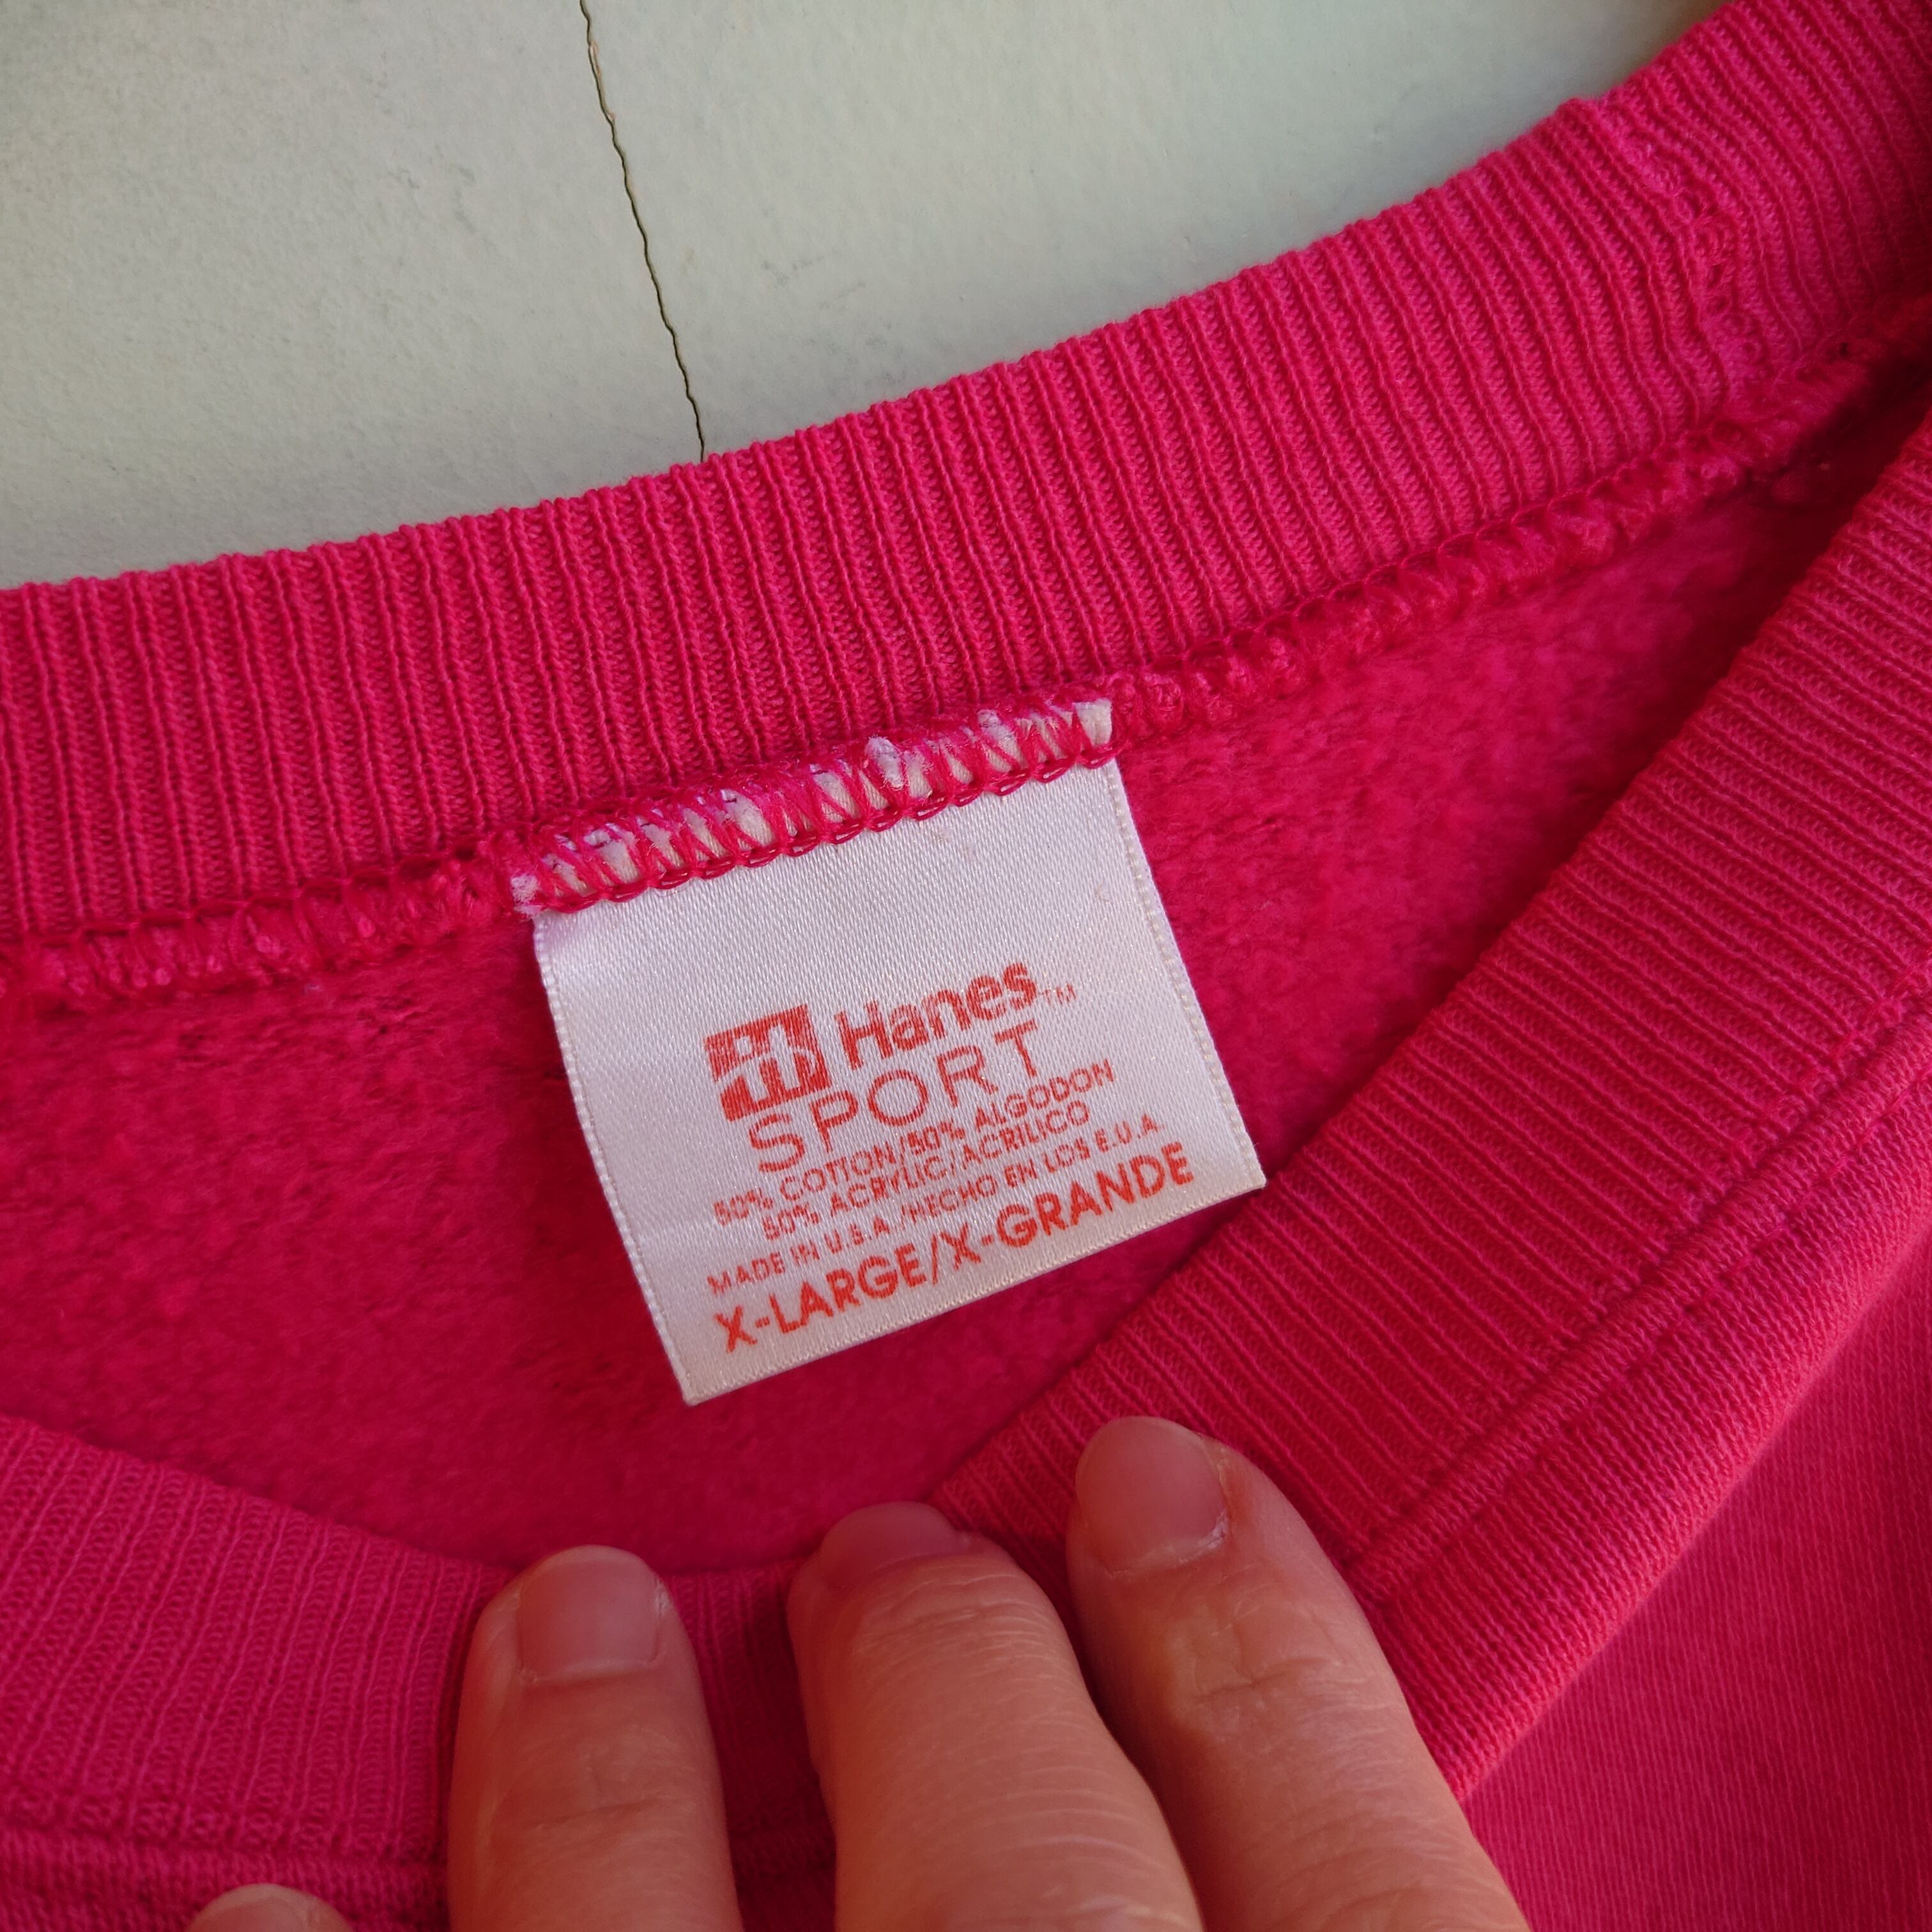 Hanes™
SPORT
50% COTTON/50% ALGODON
50% ACRYLIC/ACRILICO
MADE IN U.S.A./HECHO EN LOS E.U.A.
X-LARGE/X-GRANDE